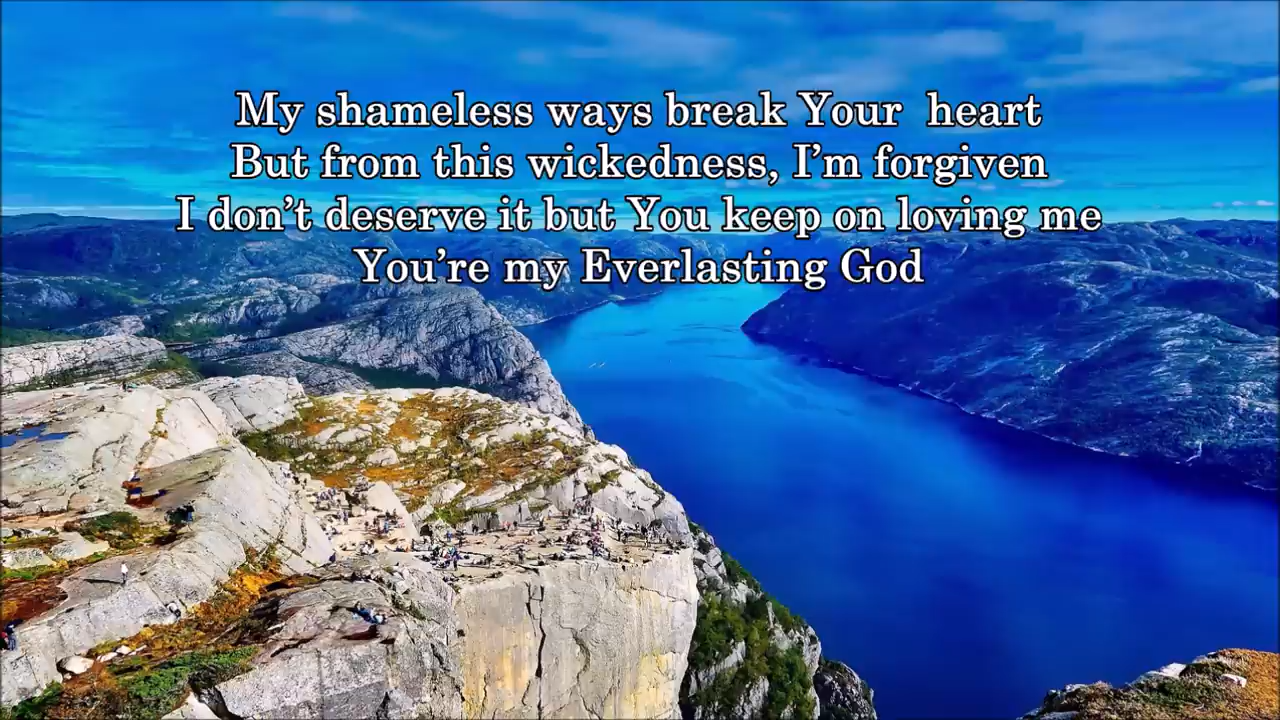 My shameless ways break Your  heart
But from this wickedness, I’m forgiven
I don’t deserve it but You keep on loving me
You’re my Everlasting God